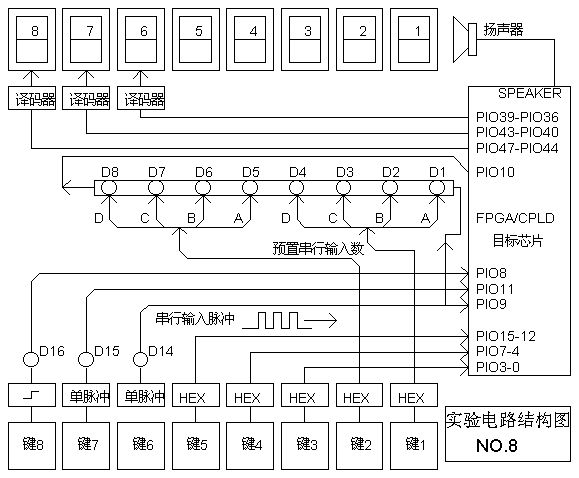 8 7 6 5 4 3 2 1 扬声器
译码器 译码器 译码器 SPEAKER
PIO39-PIO36
PIO43-PIO40
PIO47-PIO44
D8 D7 D6 D5 D4 D3 D2 D1 PIO10
D C B A D C B A FPGA/CPLD
目标芯片
预置串行输入数
PIO8
PIO11
PIO9
串行输入脉冲
PIO15-12
D16 D15 D14 PIO7-4
PIO3-0
单脉冲 单脉冲 HEX HEX HEX HEX HEX
实验电路结构图
键8 键7 键6 键5 键4 键3 键2 键1 NO.8